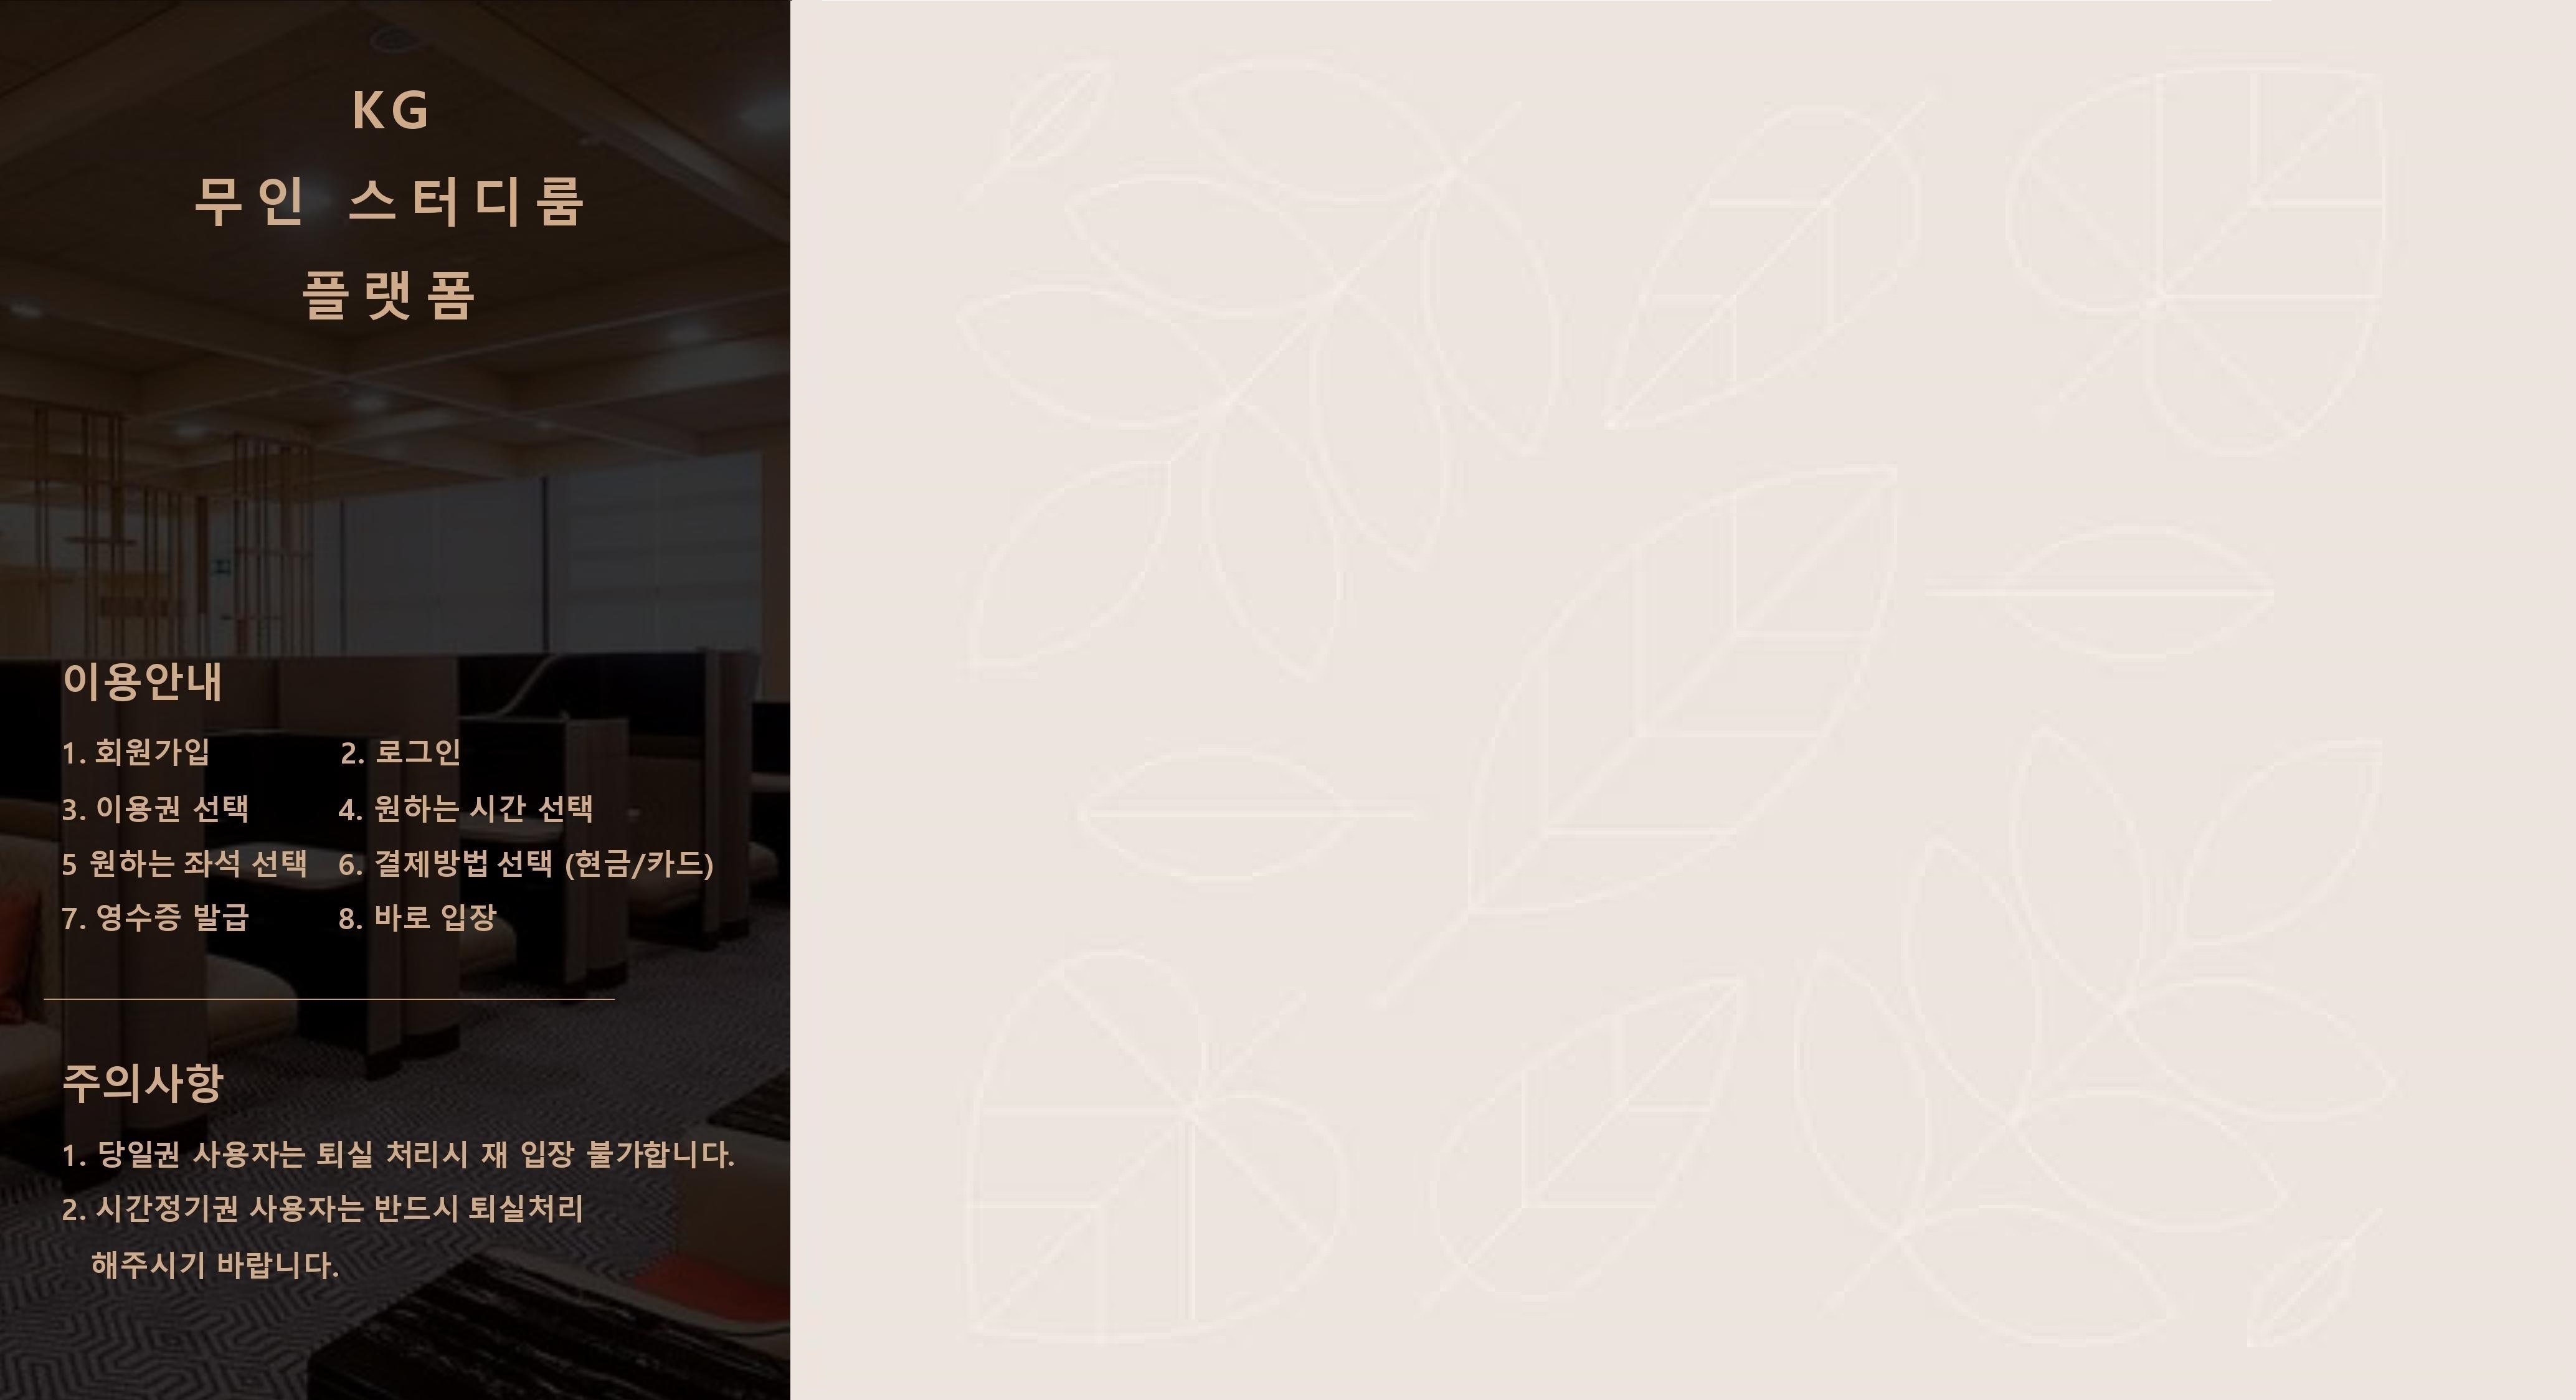 KG
무인 스터디룸
플랫폼
이용안내
1. 회원가입 2. 로그인
3. 이용권 선택 4. 원하는 시간 선택
5 원하는 좌석 선택 6. 결제방법 선택 (현금/카드)
7. 영수증 발급 8. 바로 입장
주의사항
1. 당일권 사용자는 퇴실 처리시 재 입장 불가합니다.
2. 시간정기권 사용자는 반드시 퇴실처리
해주시기 바랍니다.